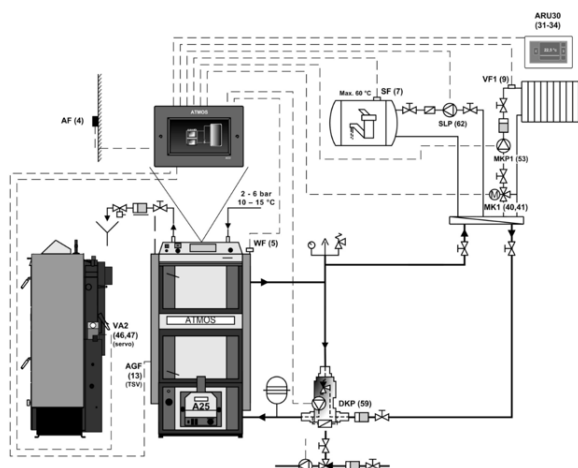 ARU30
(31-34)
VF1 (9)
SF (7)
Max. 60 °C
ATMOS
AF (4)
SLP (62)
MKP1 (53)
M
MK1 (40,41)
2 - 6 bar
10 – 15 °C
WF (5)
ATMOS
VA2
(46,47)
(servo)
AGF
(13)
(TSV)
A25
DKP (59)